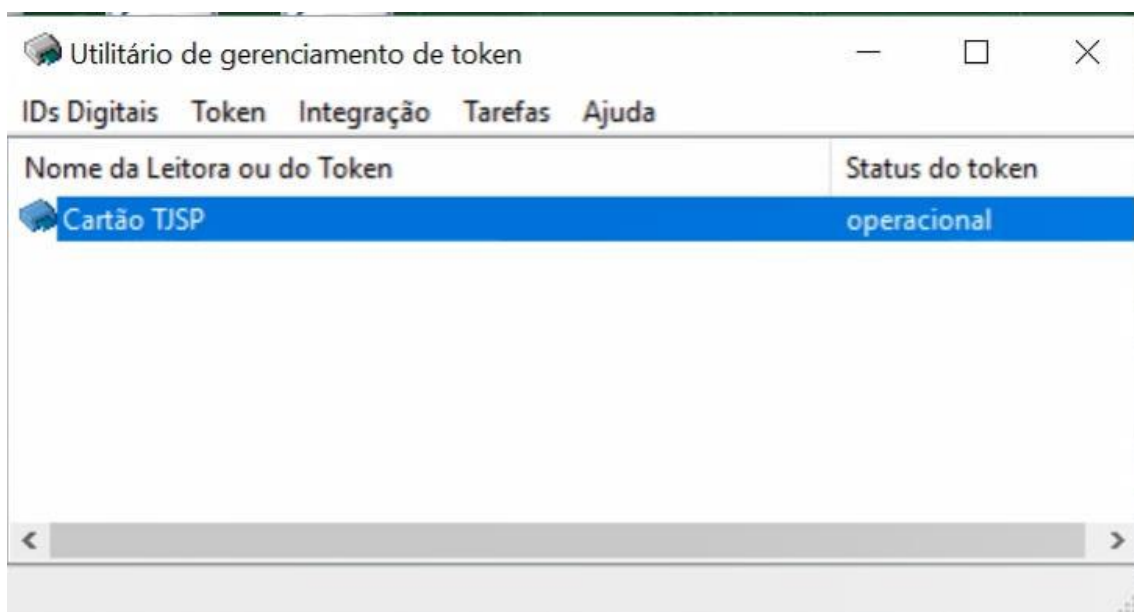 Utilitário de gerenciamento de token
IDs Digitais Token Integração Tarefas Ajuda
Nome da Leitora ou do Token Status do token
Cartão TJSP operacional